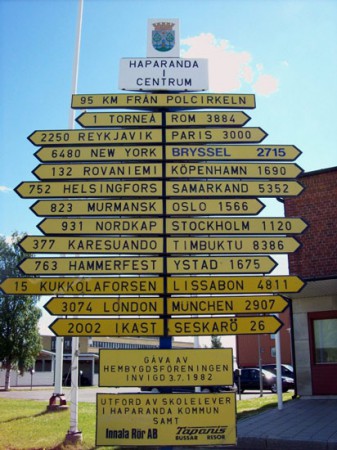 HAPARANDA
I
CENTRUM
95 KM FRÅN POLCIRKELN
1 TORNEÅ ROM 3884
2250 REYKJAVIK PARIS 3000
6480 NEW YORK BRYSSEL 2715
132 ROVANIEMI KÖPENHAMN 1690
752 HELSINGFORS SAMARKAND 5352
823 MURMANSK OSLO 1566
931 NORDKAP STOCKHOLM 1120
377 KARESUANDO TIMBUKTU 8386
763 HAMMERFEST YSTAD 1675
15 KUKKOLAFORSEN LISSABON 4811
3074 LONDON MÜNCHEN 2907
2002 IKAST SESKARÖ 26
GÅVA AV
HEMBYGDSFÖRENINGEN
INVIGD 3.7.1982
UTFÖRD AV SKOLELEVER
I HAPARANDA KOMMUN
SAMT
Innala Rör AB Tapanis
BUSSAR RESOR